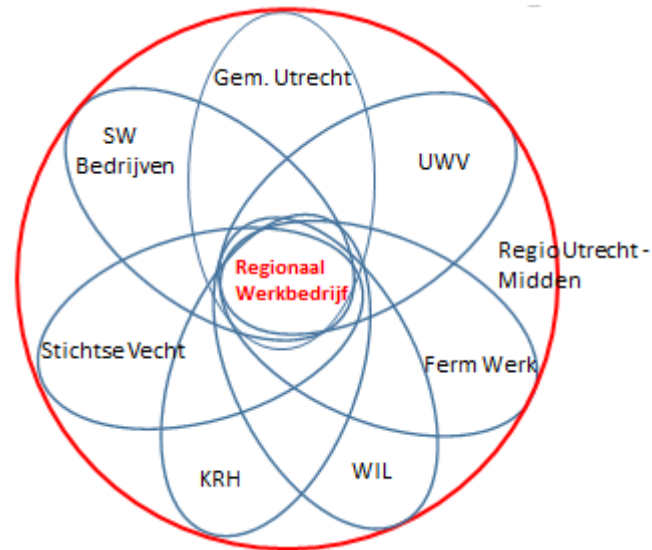 Gem. Utrecht
SW
Bedrijven
UWV
Regio Utrecht -
Midden
Regionaal
Werkbedrijf
Stichtse Vecht
Ferm Werk
KRH
WIL